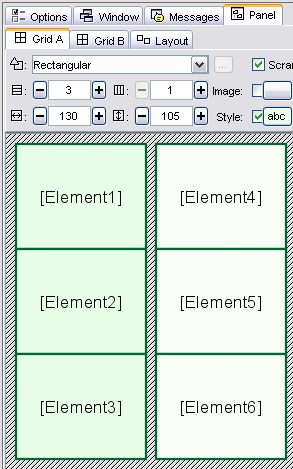 Options Window Messages Panel
Grid A Grid B Layout
Rectangular ... Scram
3 1 Image:
130 105 Style: abc
[Element1] [Element4]
[Element2] [Element5]
[Element3] [Element6]